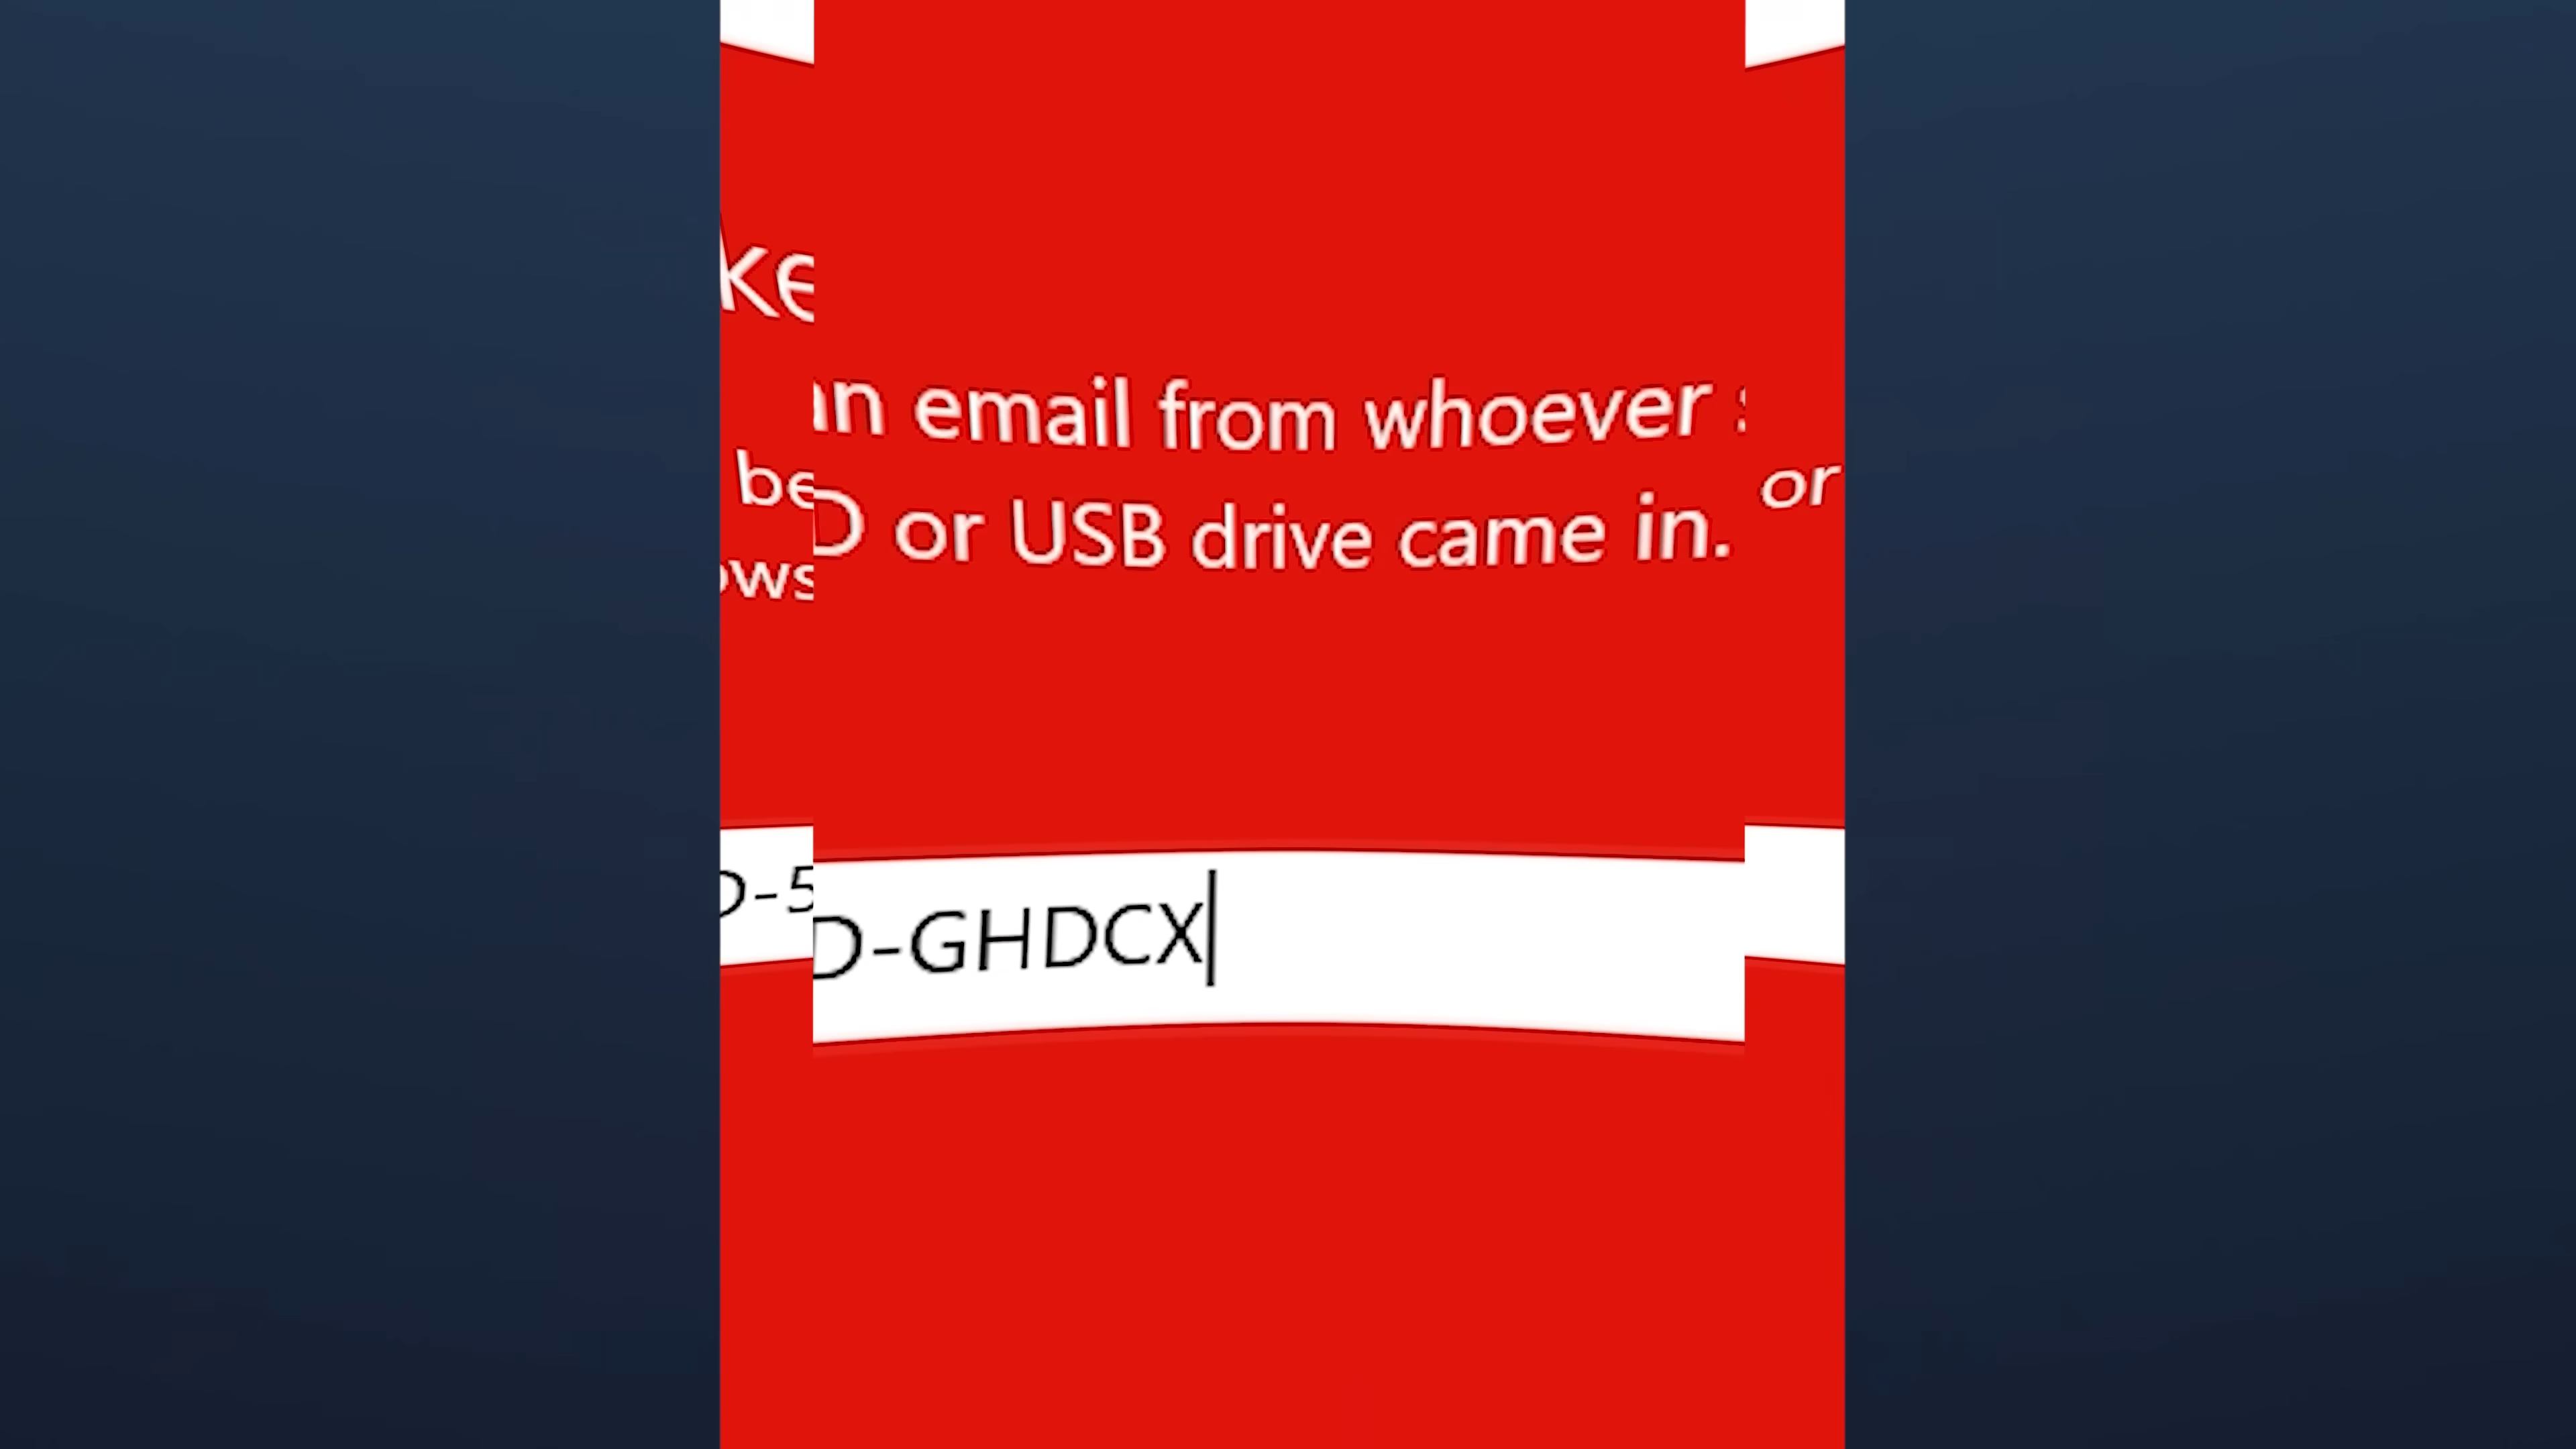 ke
an email from whoever
be
or
D or USB drive came in.
ows
D-5
D-GHDCX